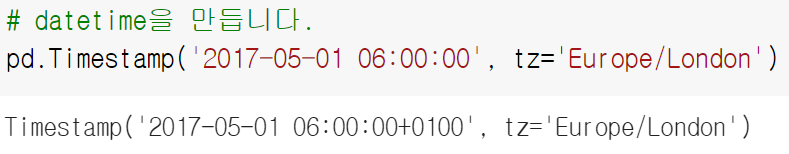 # datetime을 만듭니다.
pd.Timestamp('2017-05-01 06:00:00', tz='Europe/London')
Timestamp('2017-05-01 06:00:00+0100', tz='Europe/London')